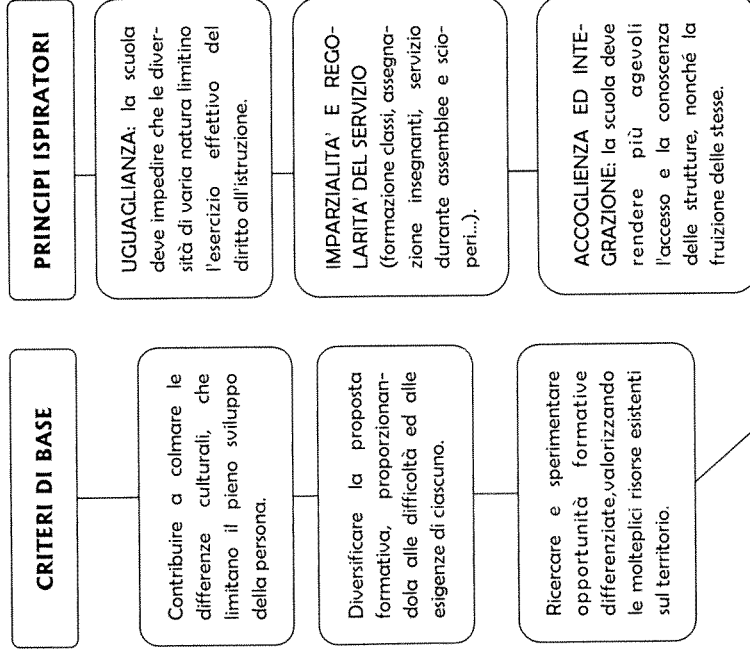 CRITERI DI BASE
Contribuire a colmare le
differenze culturali, che
limitano il pieno sviluppo
della persona.
Diversificare la proposta
formativa, proporzionan-
dola alle difficoltà ed alle
esigenze di ciascuno.
Ricercare e sperimentare
opportunità formative
differenziate,valorizzando
le molteplici risorse esistenti
sul territorio.
PRINCIPI ISPIRATORI
UGUAGLIANZA: la scuola
deve impedire che le diver-
sità di varia natura limitino
l'esercizio effettivo del
diritto all'istruzione.
IMPARZIALITA' E REGO-
LARITA' DEL SERVIZIO
(formazione classi, assegna-
zione insegnanti, servizio
durante assemblee e scio-
peri...).
ACCOGLIENZA ED INTE-
GRAZIONE: la scuola deve
rendere più agevoli
l'accesso e la conoscenza
delle strutture, nonché la
fruizione delle stesse.